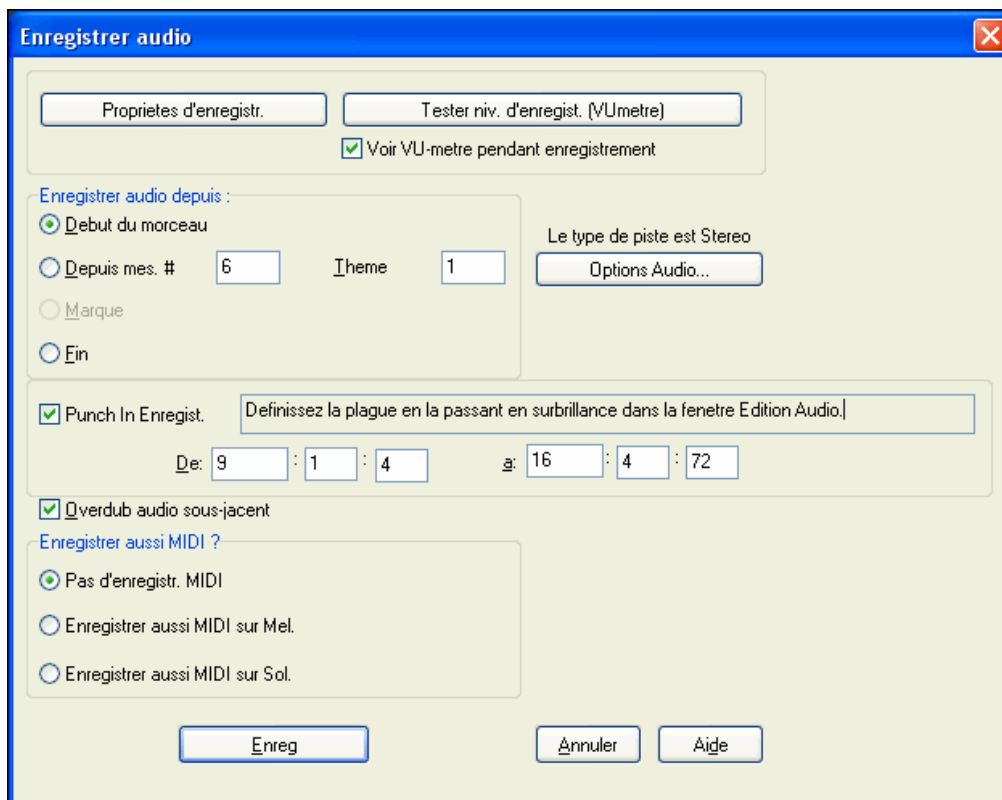 Enregistrer audio
Proprietes d'enregistr.
Tester niv. d'enregist. (VUmetre)
Voir VU-metre pendant enregistrement
Enregistrer audio depuis :
Debut du morceau
Depuis mes. # 6 Theme 1
Marque
Fin
Le type de piste est Stereo
Options Audio...
Punch In Enregist.
Definissez la plague en la passant en surbrillance dans la fenetre Edition Audio.
De: 9 : 1 : 4 a: 16 : 4 : 72
Overdub audio sous-jacent
Enregistrer aussi MIDI ?
Pas d'enregistr. MIDI
Enregistrer aussi MIDI sur Mel.
Enregistrer aussi MIDI sur Sol.
Enreg
Annuler
Aide